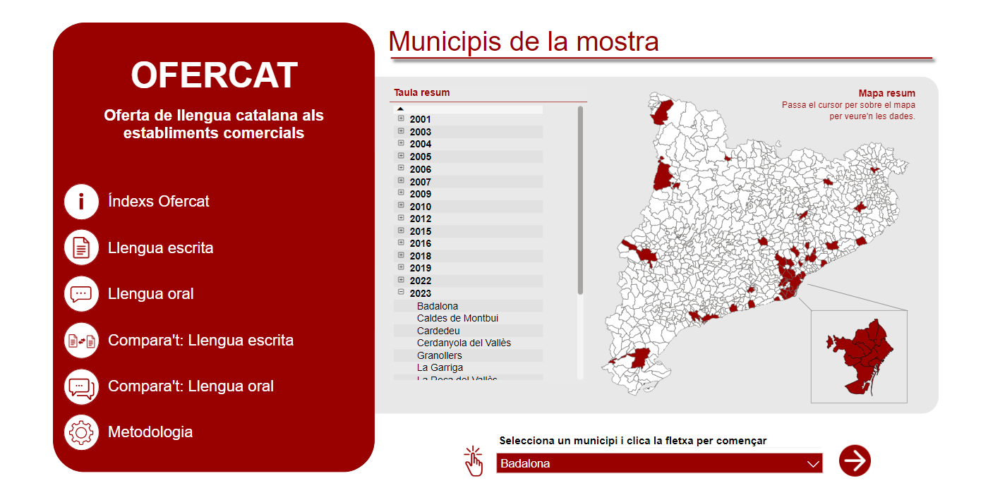 OFERCAT
Oferta de llengua catalana als
establiments comercials
Índexs Ofercat
Llengua escrita
Llengua oral
Compara't: Llengua escrita
Compara't: Llengua oral
Metodologia
Municipis de la mostra
Taula resum
2001
2003
2004
2005
2006
2007
2009
2010
2012
2015
2016
2018
2019
2022
2023
Badalona
Caldes de Montbui
Cardedeu
Cerdanyola del Vallès
Granollers
La Garriga
La Roca del Vallès
Mapa resum
Passa el cursor per sobre el mapa
per veure'n les dades.
Selecciona un municipi i clica la fletxa per començar
Badalona